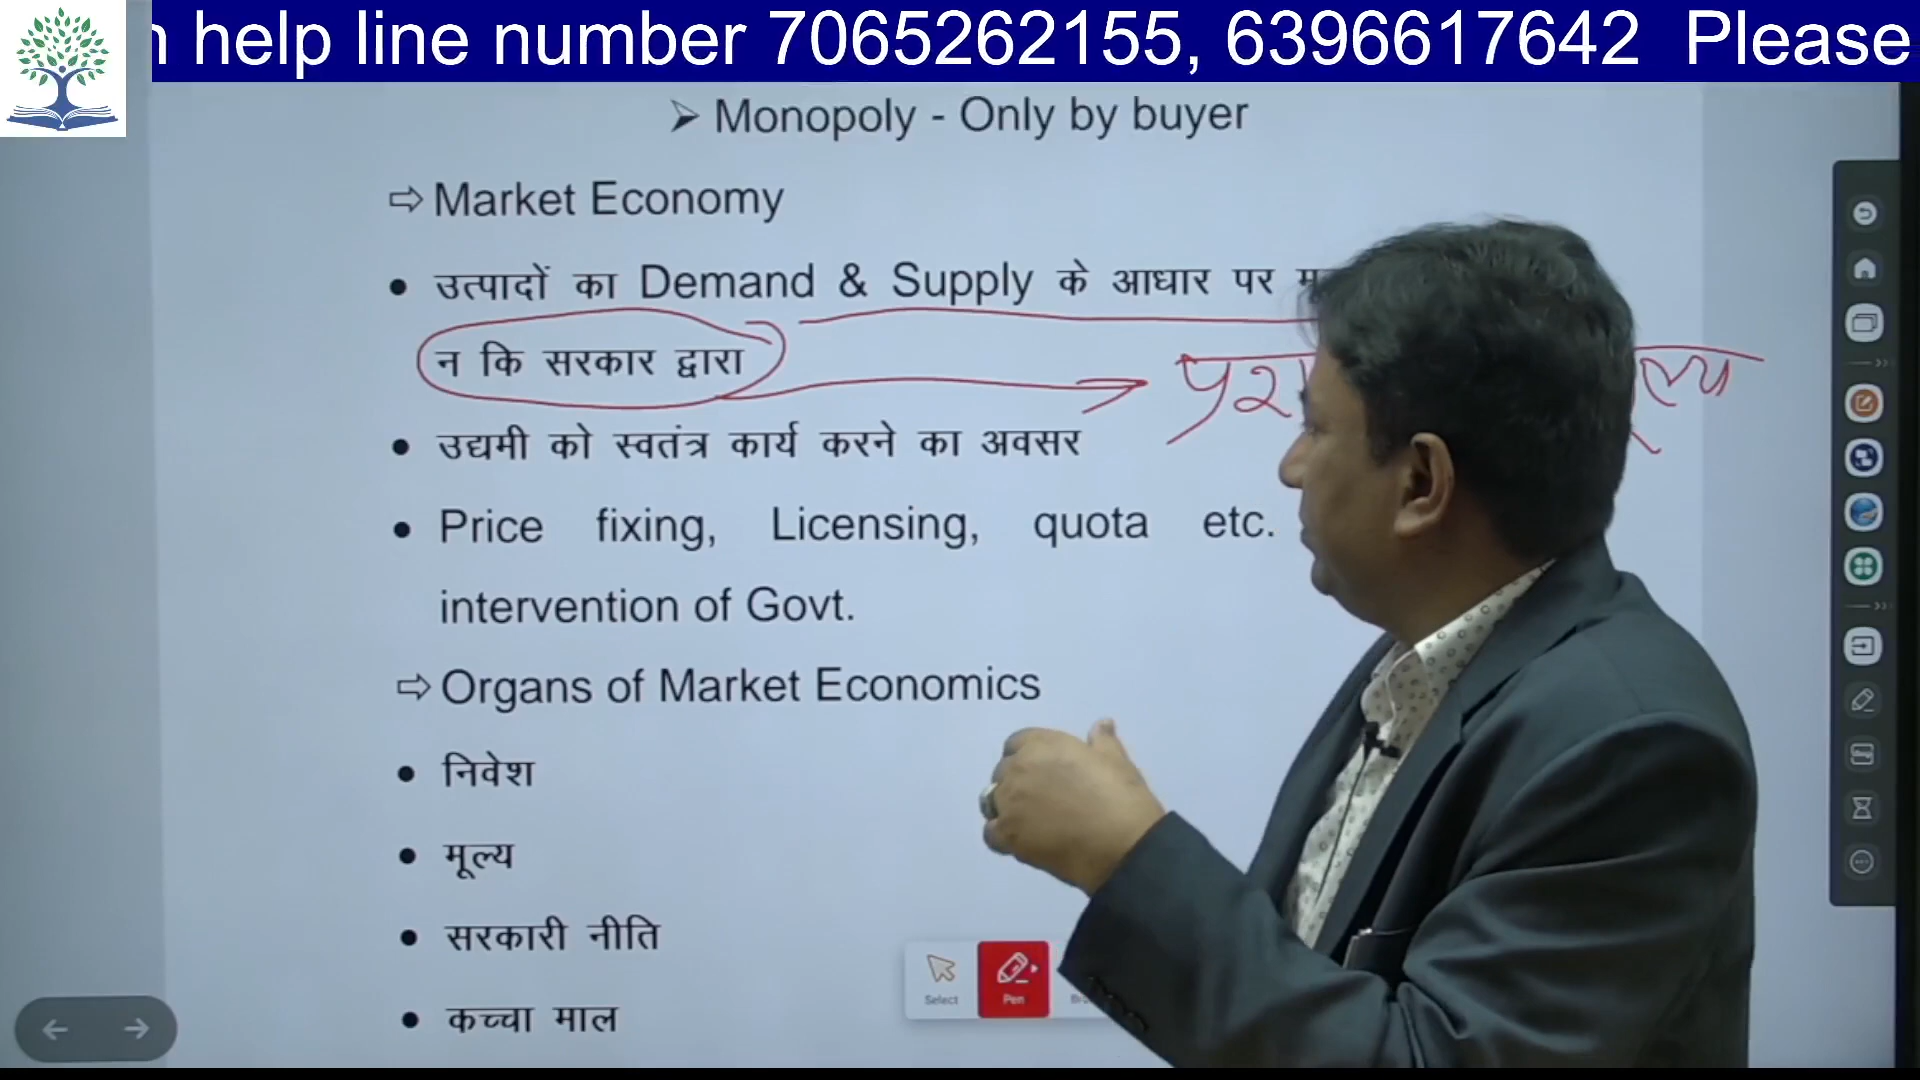 help line number 7065262155, 6396617642 Please
➢ Monopoly - Only by buyer
⇨ Market Economy
• उत्पादों का Demand & Supply के आधार पर
न कि सरकार द्वारा
• उद्यमी को स्वतंत्र कार्य करने का अवसर
• Price fixing, Licensing, quota etc.
intervention of Govt.
⇨ Organs of Market Economics
• निवेश
• मूल्य
• सरकारी नीति
• कच्चा माल
Select
Pen